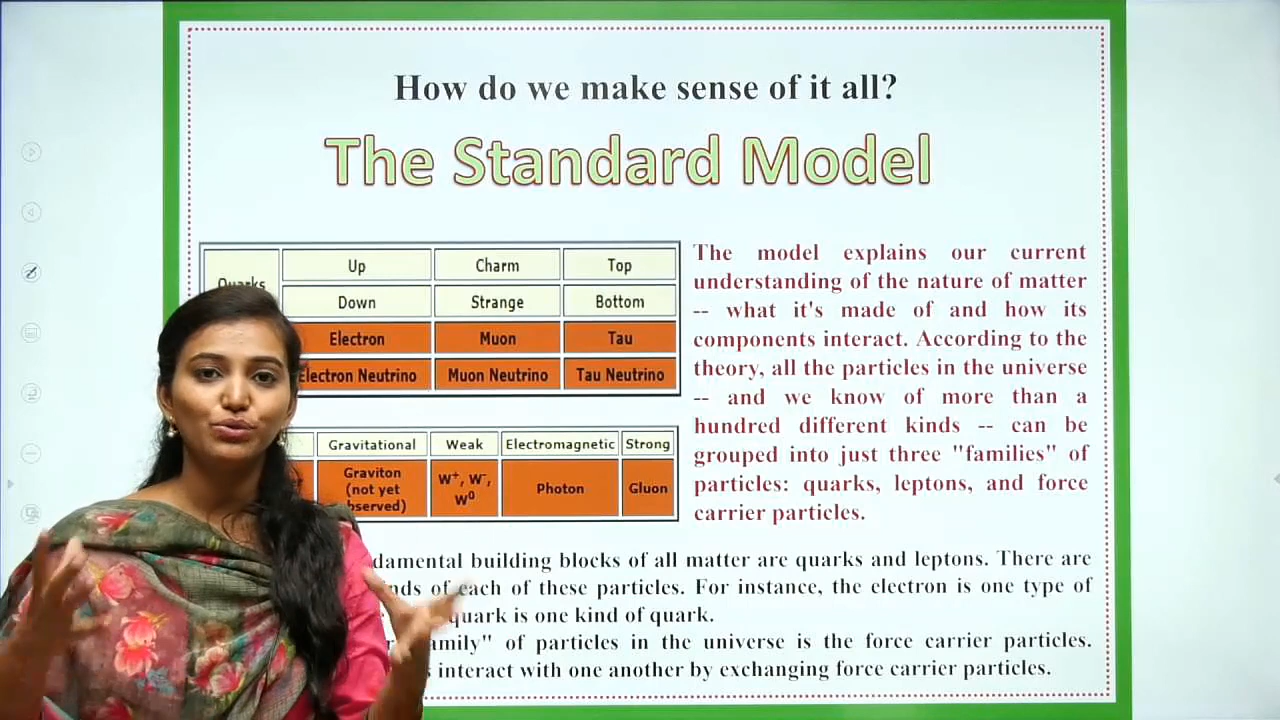 How do we make sense of it all?
The Standard Model
Quarks
Up
Charm
Top
Down
Strange
Bottom
Electron
Muon
Tau
Electron Neutrino
Muon Neutrino
Tau Neutrino
The model explains our current
understanding of the nature of matter
-- what it's made of and how its
components interact. According to the
theory, all the particles in the universe
-- and we know of more than a
hundred different kinds -- can be
grouped into just three "families" of
particles: quarks, leptons, and force
carrier particles.
Gravitational
Weak
Electromagnetic
Strong
Graviton
(not yet
observed)
W⁺, W⁻,
W⁰
Photon
Gluon
building blocks of all matter are quarks and leptons. There are
of each of these particles. For instance, the electron is one type of
quark is one kind of quark.
of particles in the universe is the force carrier particles.
interact with one another by exchanging force carrier particles.